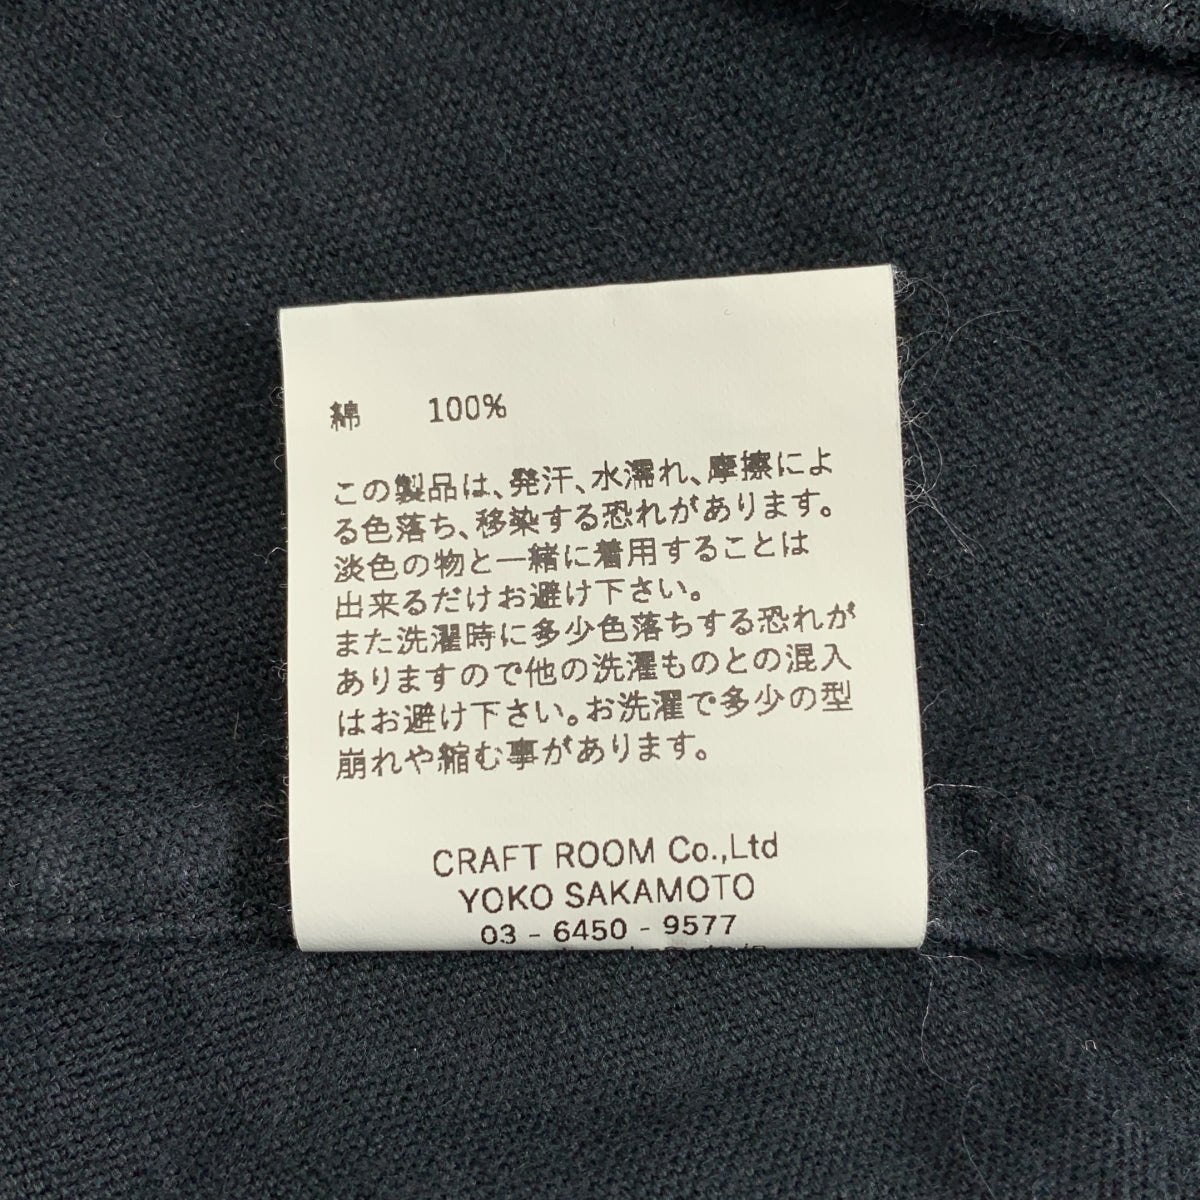 綿 100%
この製品は、発汗、水濡れ、摩擦によ
る色落ち、移染する恐れがあります。
淡色の物と一緒に着用することは
出来るだけお避け下さい。
また洗濯時に多少色落ちする恐れが
ありますので他の洗濯ものとの混入
はお避け下さい。お洗濯で多少の型
崩れや縮む事があります。
CRAFT ROOM Co.,Ltd
YOKO SAKAMOTO
03 - 6450 - 9577